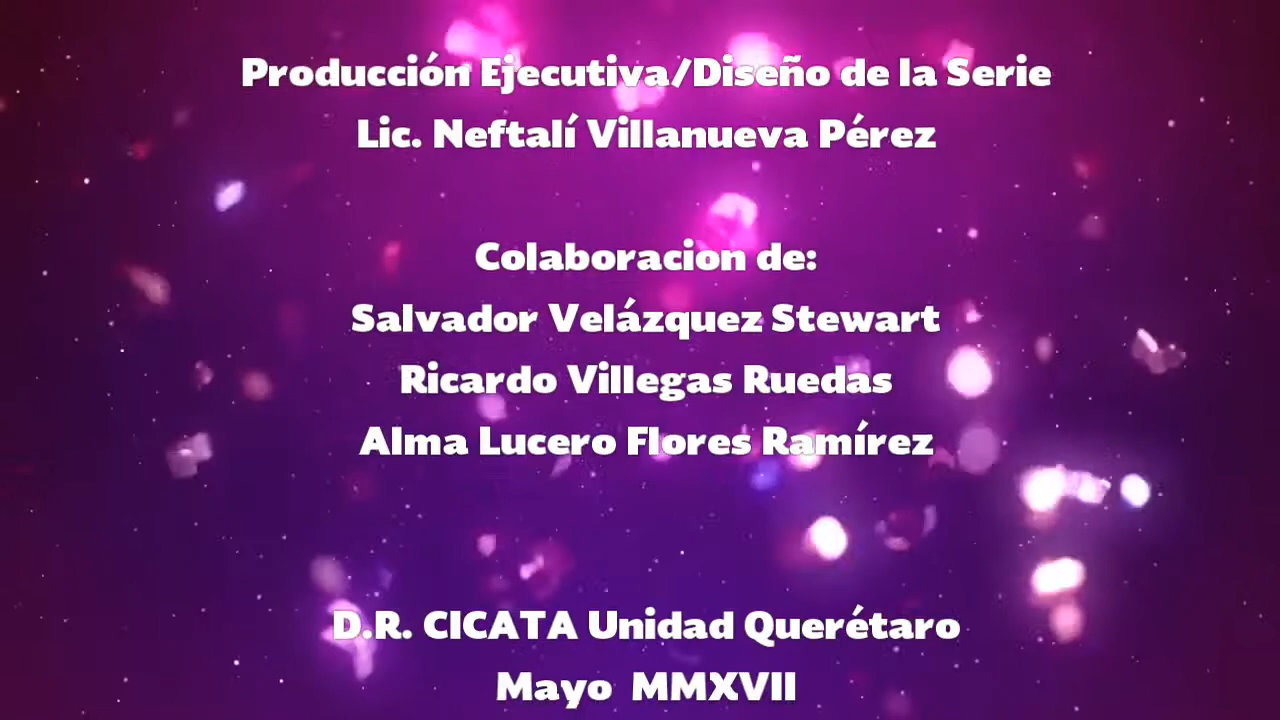 Producción Ejecutiva/Diseño de la Serie
Lic. Neftalí Villanueva Pérez
Colaboracion de:
Salvador Velázquez Stewart
Ricardo Villegas Ruedas
Alma Lucero Flores Ramírez
D.R. CICATA Unidad Querétaro
Mayo MMXVII